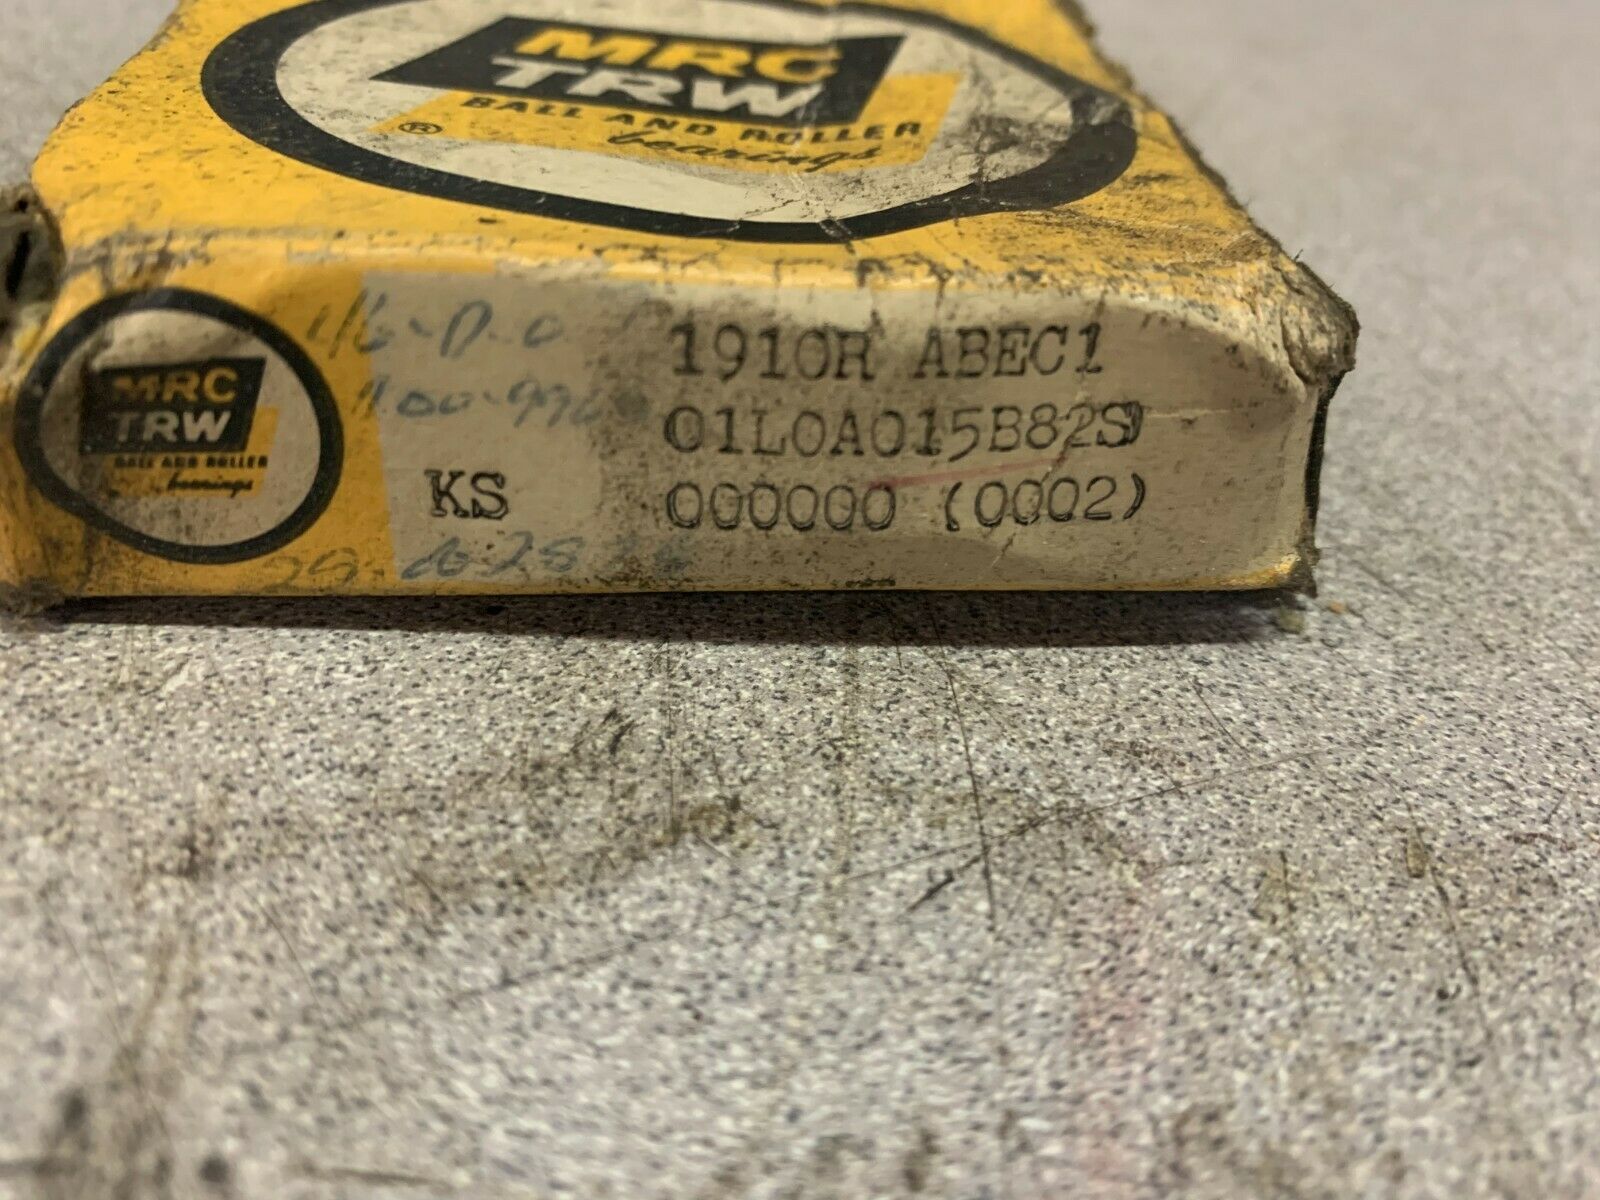 MRC
TRW
BALL AND ROLLER
bearings
®
MRC
TRW
BALL AND ROLLER
bearings
1910R ABEC1
01L0A015B82S
KS 000000 (0002)